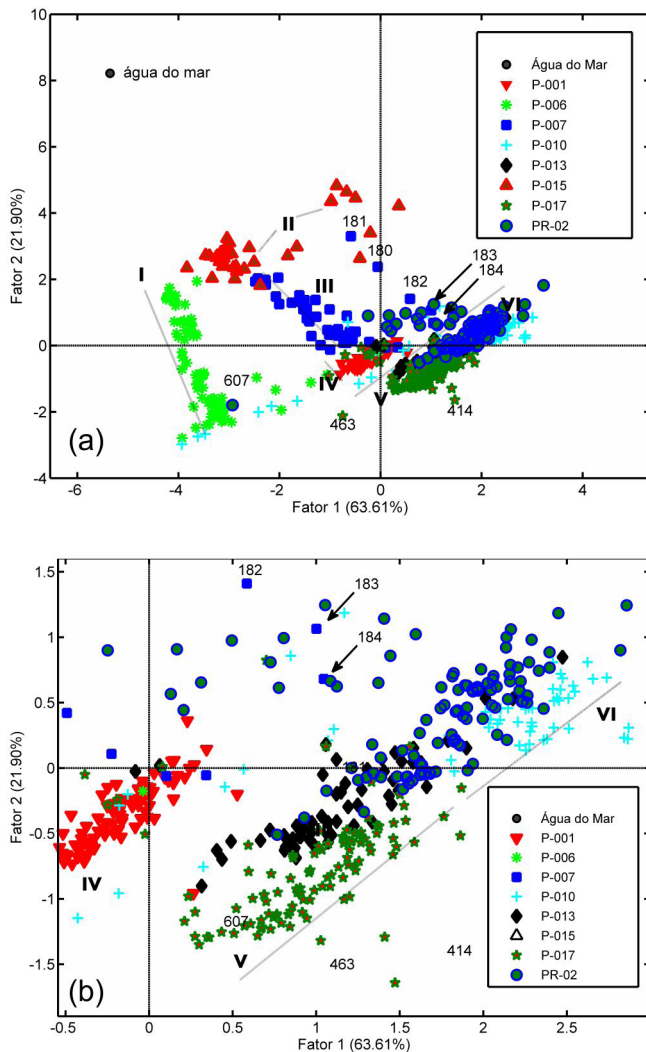 10
8
6
4
2
0
-2
-4
Fator 2 (21.90%)
água do mar
Água do Mar
P-001
P-006
P-007
P-010
P-013
P-015
P-017
PR-02
II
181
180
183
I
III
182
184
VI
607
IV
V
463
414
(a)
-6
-4
-2
0
2
4
Fator 1 (63.61%)
1.5
1
0.5
0
-0.5
-1
-1.5
Fator 2 (21.90%)
182
183
184
VI
IV
607
V
463
414
Água do Mar
P-001
P-006
P-007
P-010
P-013
P-015
P-017
PR-02
(b)
-0.5
0
0.5
1
1.5
2
2.5
Fator 1 (63.61%)